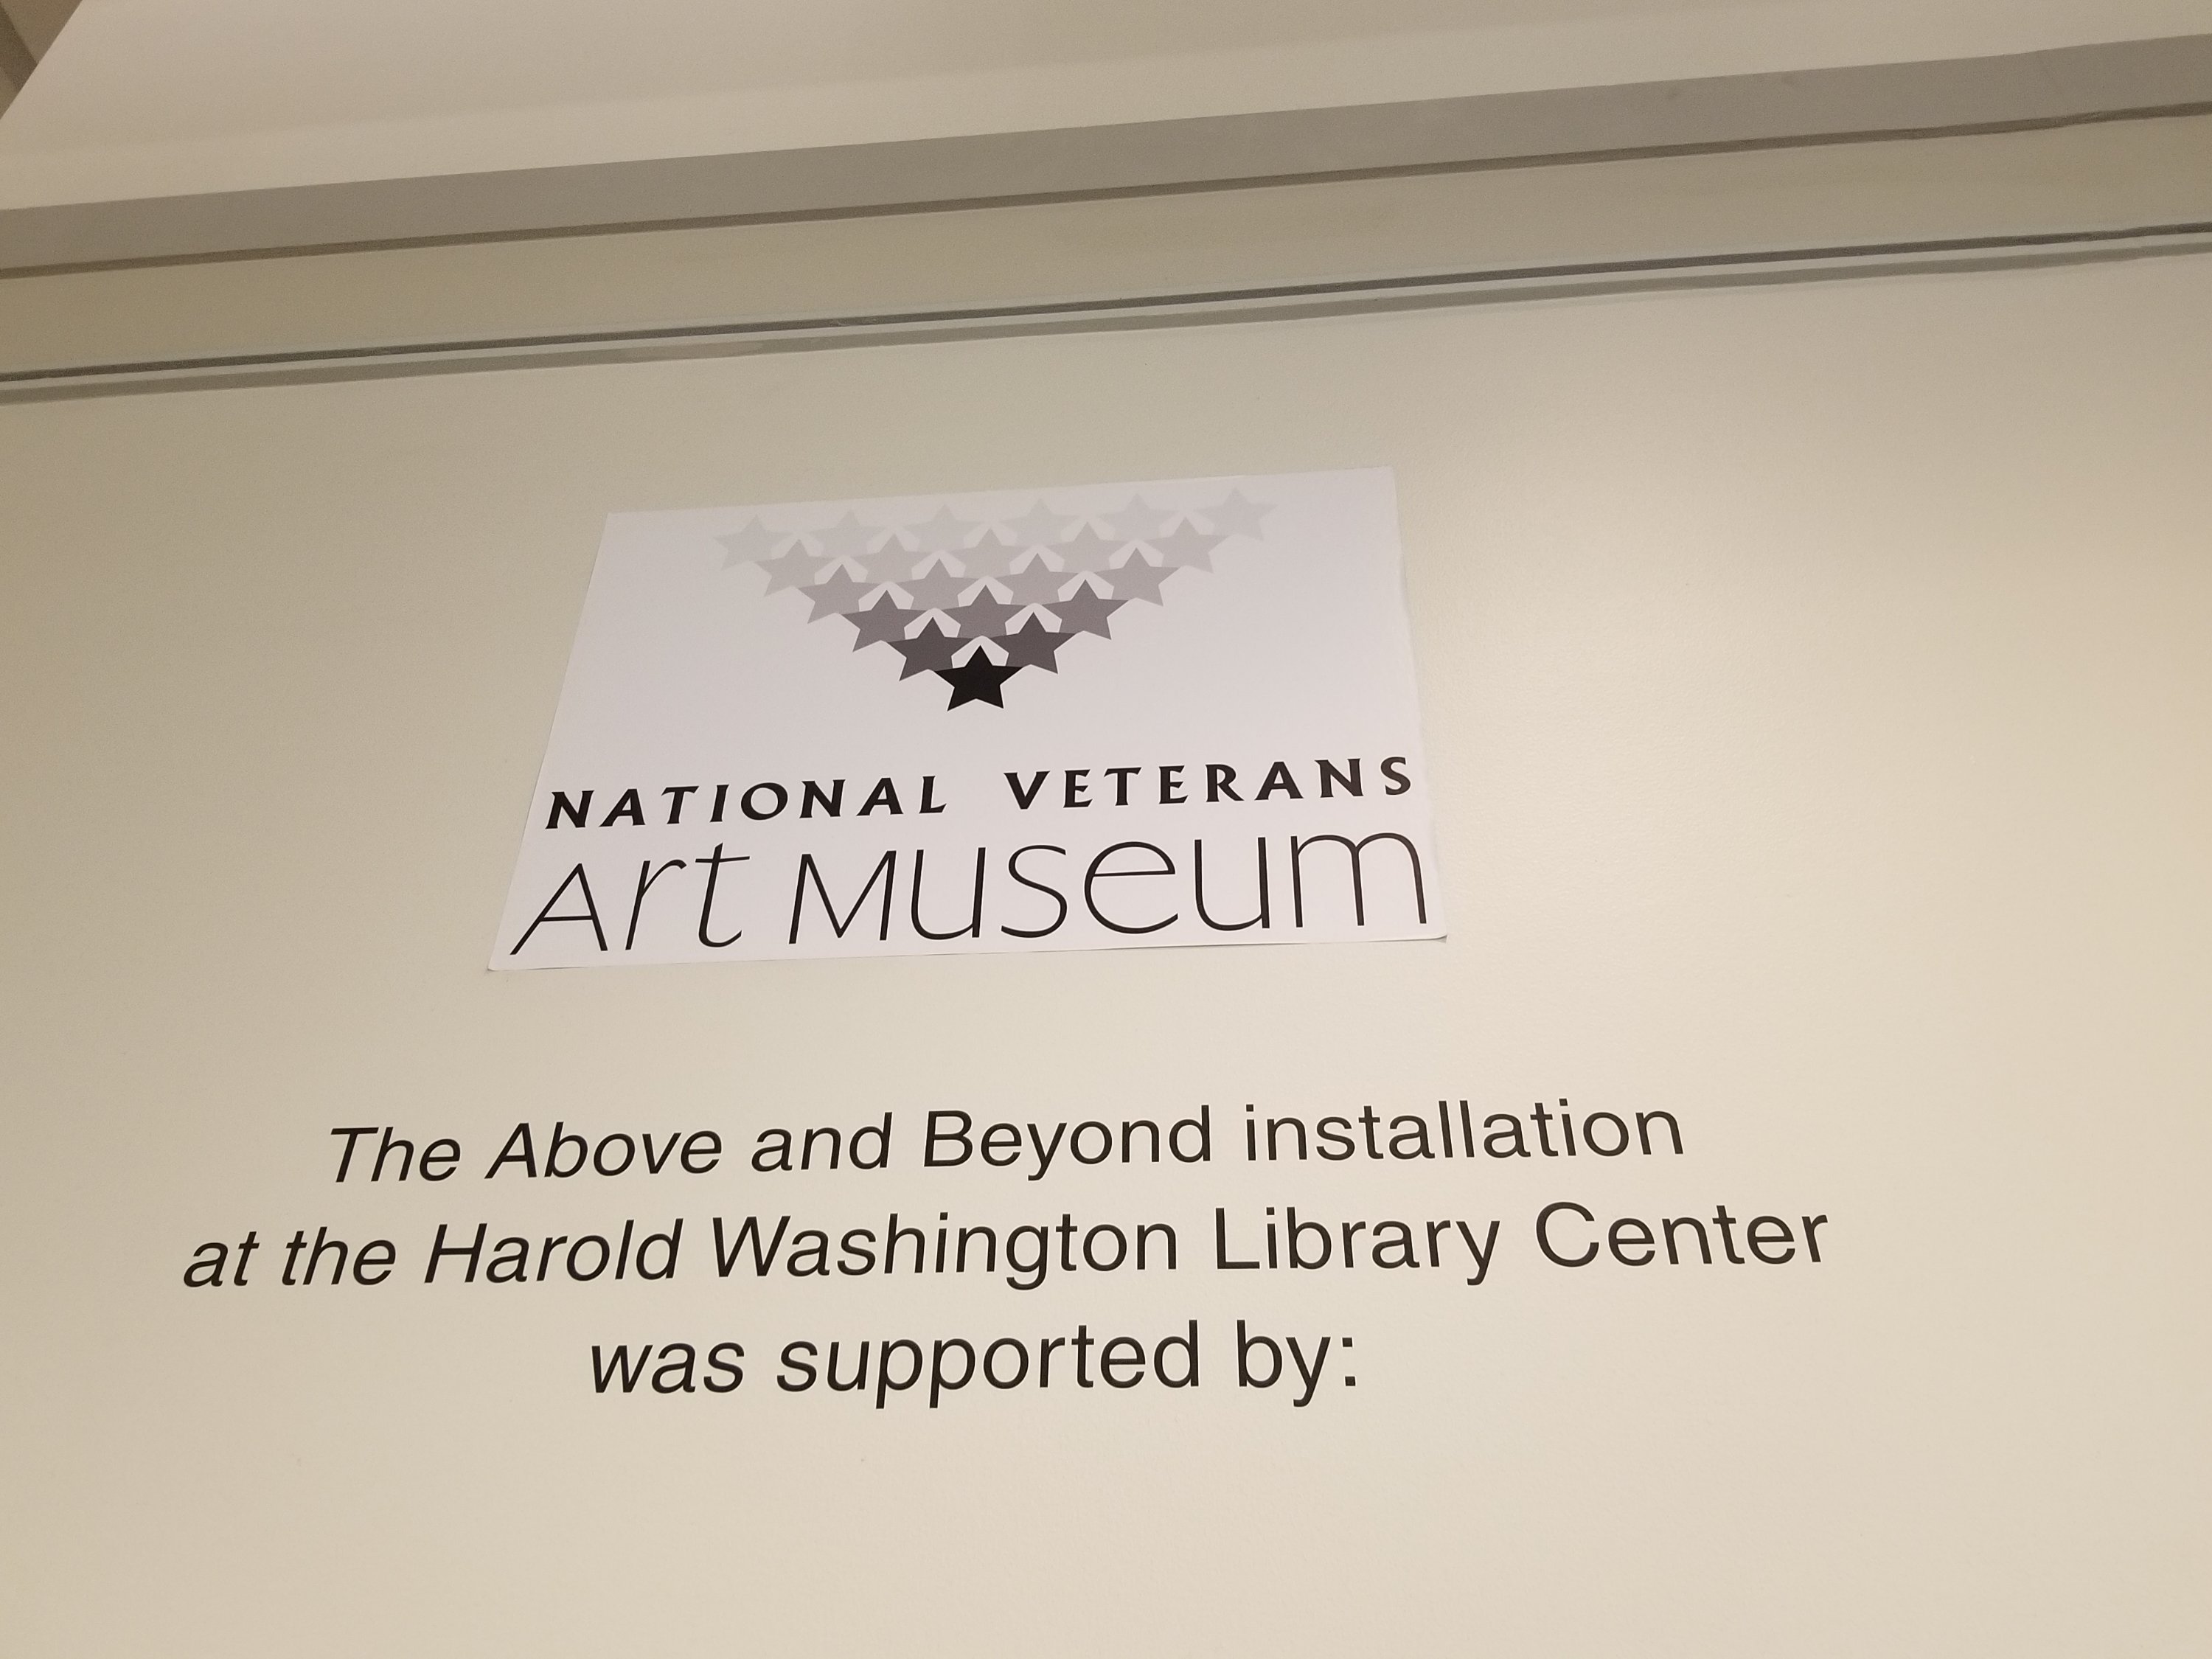 NATIONAL VETERANS
Art Museum
The Above and Beyond installation
at the Harold Washington Library Center
was supported by: